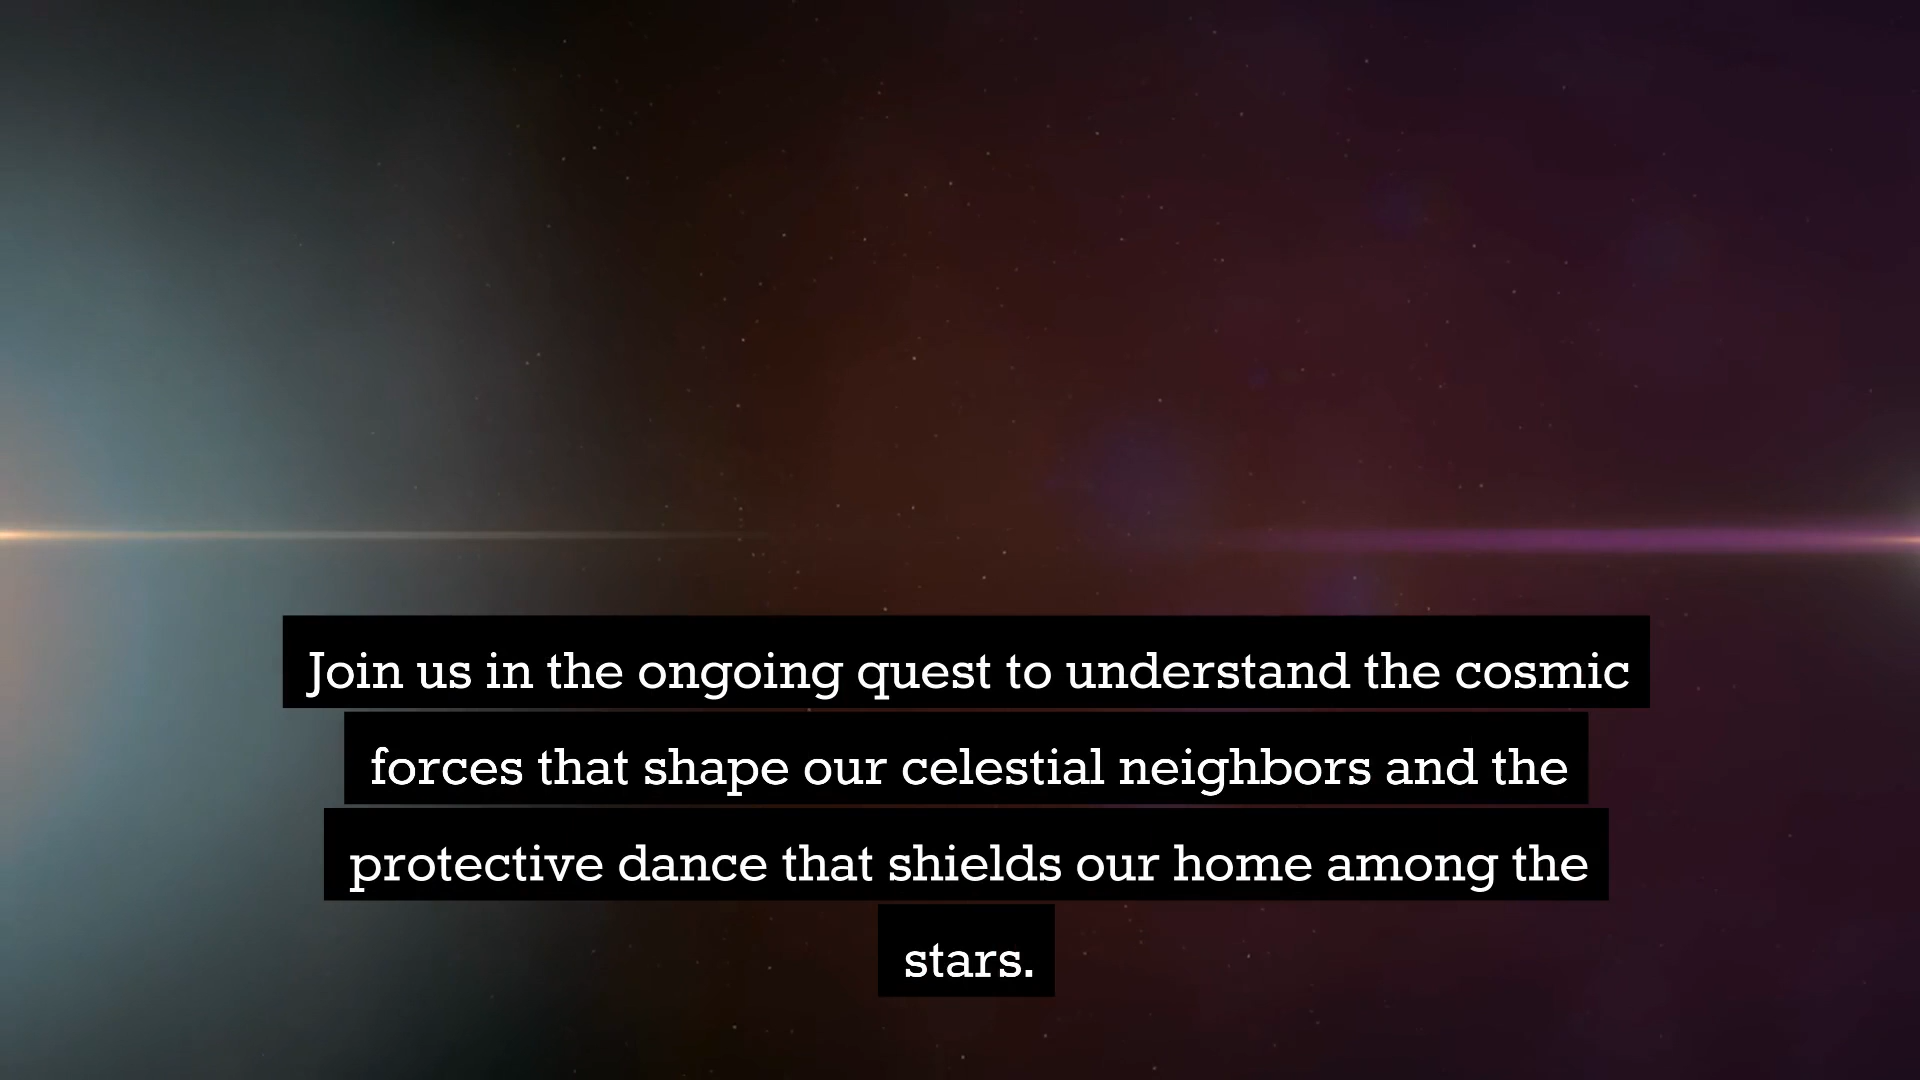 Join us in the ongoing quest to understand the cosmic
forces that shape our celestial neighbors and the
protective dance that shields our home among the
stars.